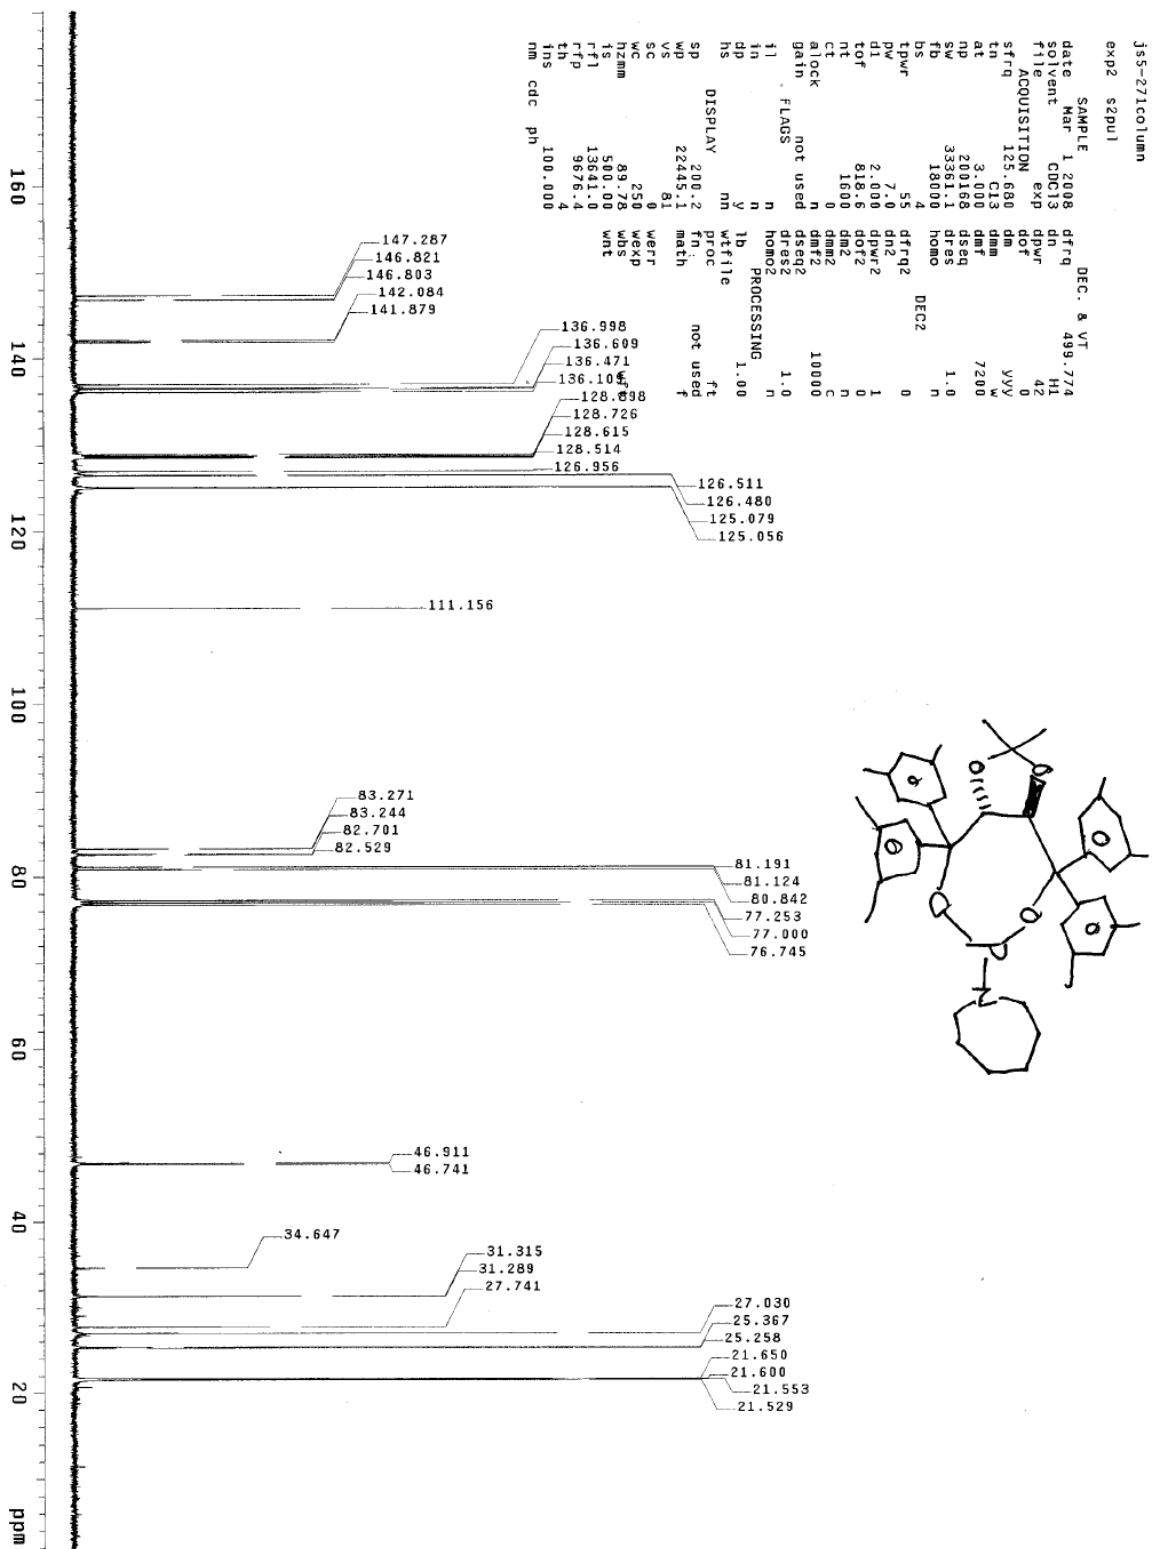 js5-271column
exp2 s2pul
SAMPLE
date Mar 1 2008
solvent CDCl3
file exp
ACQUISITION
sfrq 125.680
tn C13
at 3.000
np 200168
sw 33361.1
fb 18000
bs 4
tpwr 55
pw 7.0
d1 2.000
tof 818.6
nt 1600
ct 0
alock n
gain not used
FLAGS
il n
in n
dp y
hs nn
DISPLAY
sp 200.2
wp 22445.1
vs 81
sc 0
wc 250
hzmm 89.78
is 500.00
rfl 13641.0
rfp 9676.4
th 4
ins 100.000
nm cdc ph
DEC. & VT
dfrq 499.774
dn H1
dpwr 42
dof 0
dm yyy
dmm w
dmf 7200
dseq
dres 1.0
homo n
DEC2
dfrq2 0
dn2
dpwr2 1
dof2 0
dm2 n
dmm2 c
dmf2 10000
dseq2
dres2 1.0
homo2 n
PROCESSING
lb 1.00
wtfile
proc ft
fn not used
math f
werr
wexp
wbs
wnt
147.287
146.821
146.803
142.084
141.879
136.998
136.609
136.471
136.109
128.898
128.726
128.615
128.514
126.956
126.511
126.480
125.079
125.056
111.156
83.271
83.244
82.701
82.529
81.191
81.124
80.842
77.253
77.000
76.745
46.911
46.741
34.647
31.315
31.289
27.741
27.030
25.367
25.258
21.650
21.600
21.553
21.529
O
O
O
O
P
N
160 140 120 100 80 60 40 20 ppm